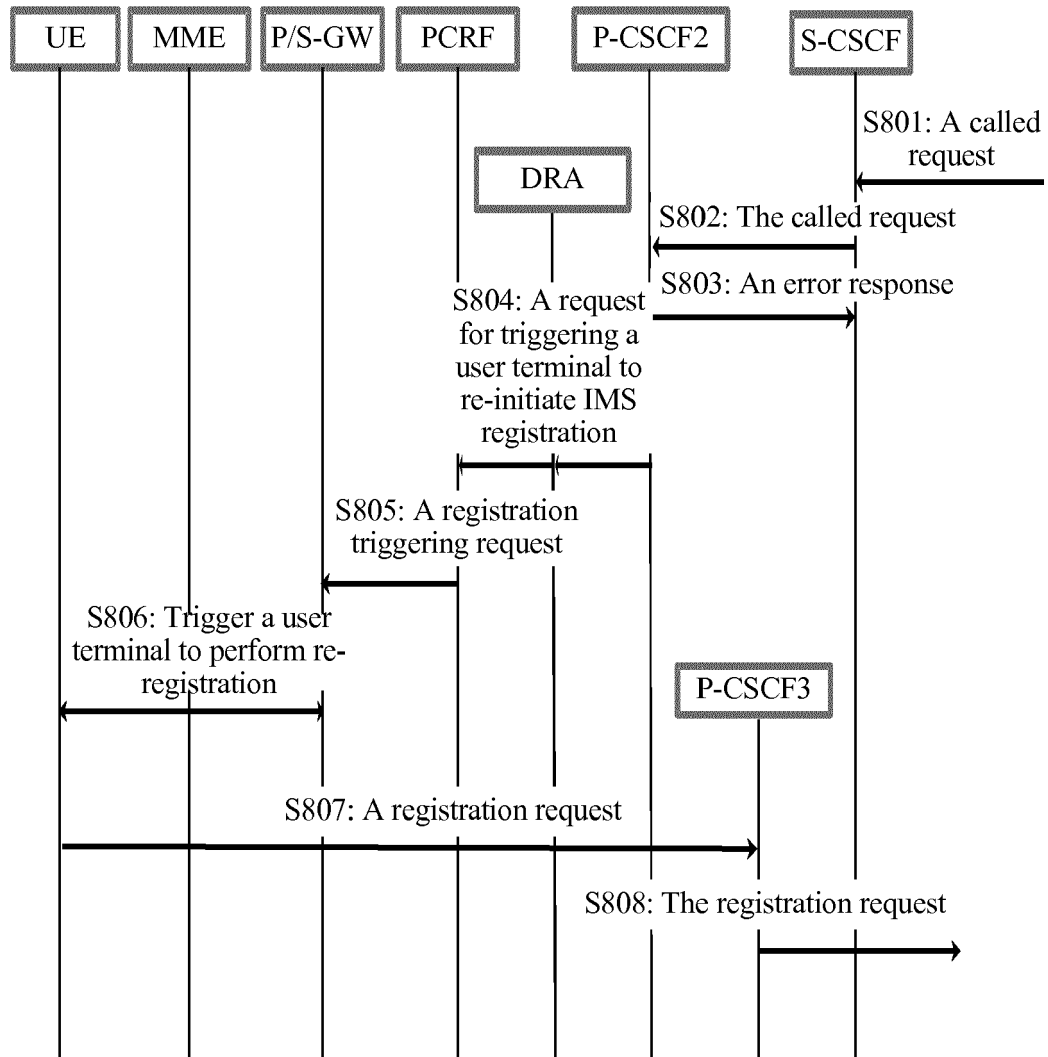 UE
MME
P/S-GW
PCRF
P-CSCF2
S-CSCF
S801: A called
request
DRA
S802: The called request
S803: An error response
S804: A request
for triggering a
user terminal to
re-initiate IMS
registration
S805: A registration
triggering request
S806: Trigger a user
terminal to perform re-
registration
P-CSCF3
S807: A registration request
S808: The registration request